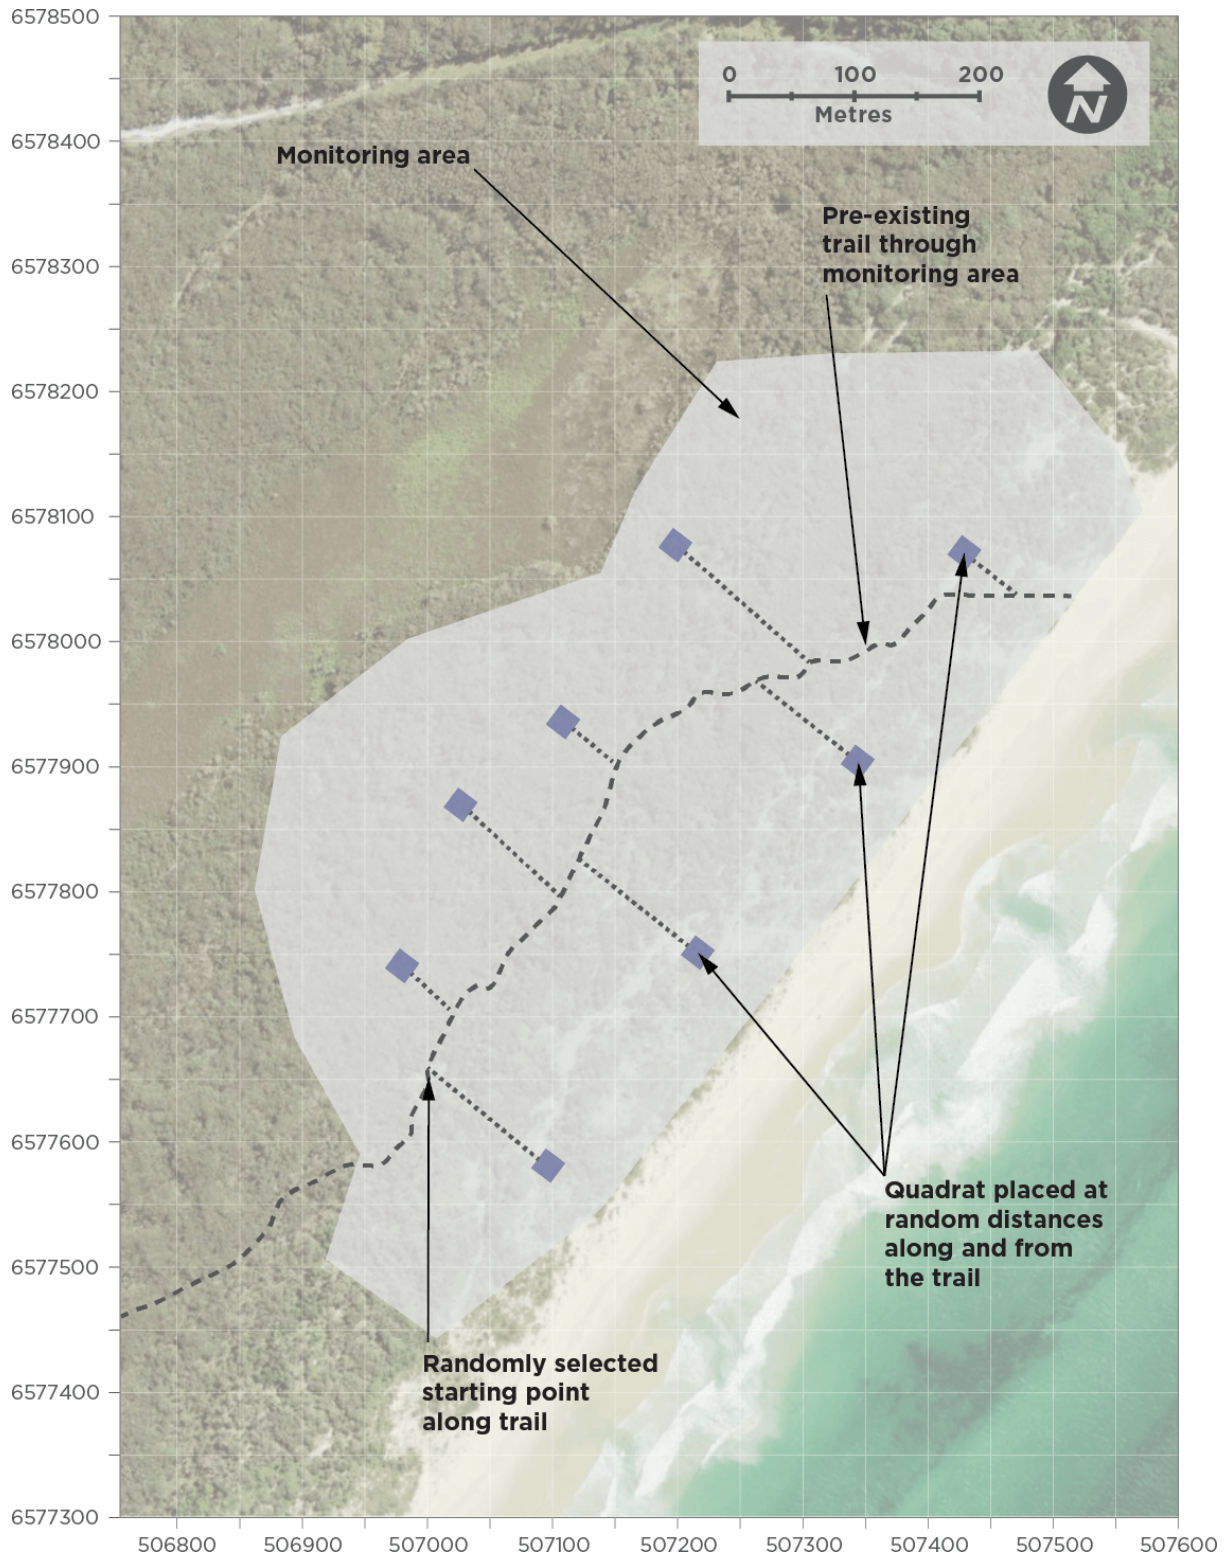 6578500
6578400
6578300
6578200
6578100
6578000
6577900
6577800
6577700
6577600
6577500
6577400
6577300
0 100 200
Metres
N
Monitoring area
Pre-existing
trail through
monitoring area
Quadrat placed at
random distances
along and from
the trail
Randomly selected
starting point
along trail
506800 506900 507000 507100 507200 507300 507400 507500 507600